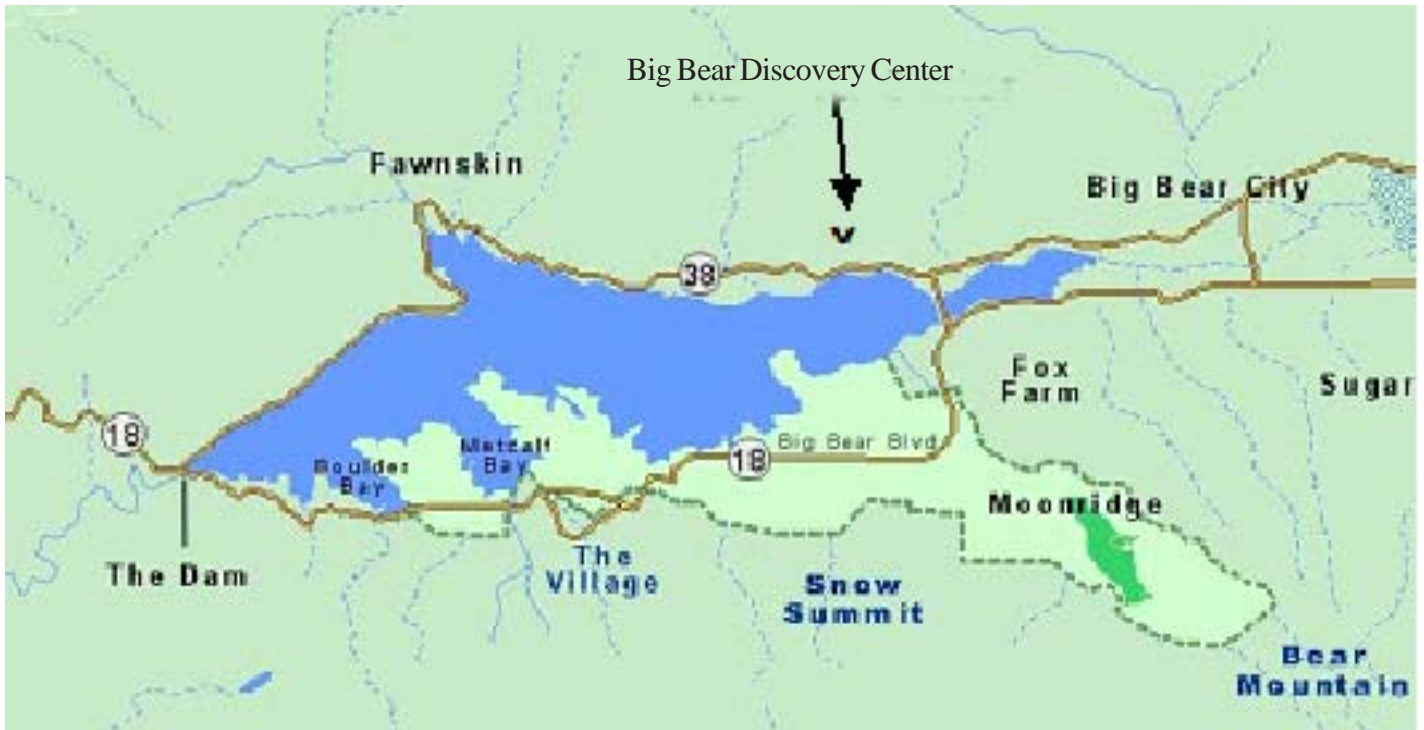 Big Bear Discovery Center
Fawnskin
Big Bear City
v
38
Fox
Farm
Sugar
18
Boulder
Bay
Metcalf
Bay
18
Big Bear Blvd
Moonridge
The Dam
The
Village
Snow
Summit
Bear
Mountain